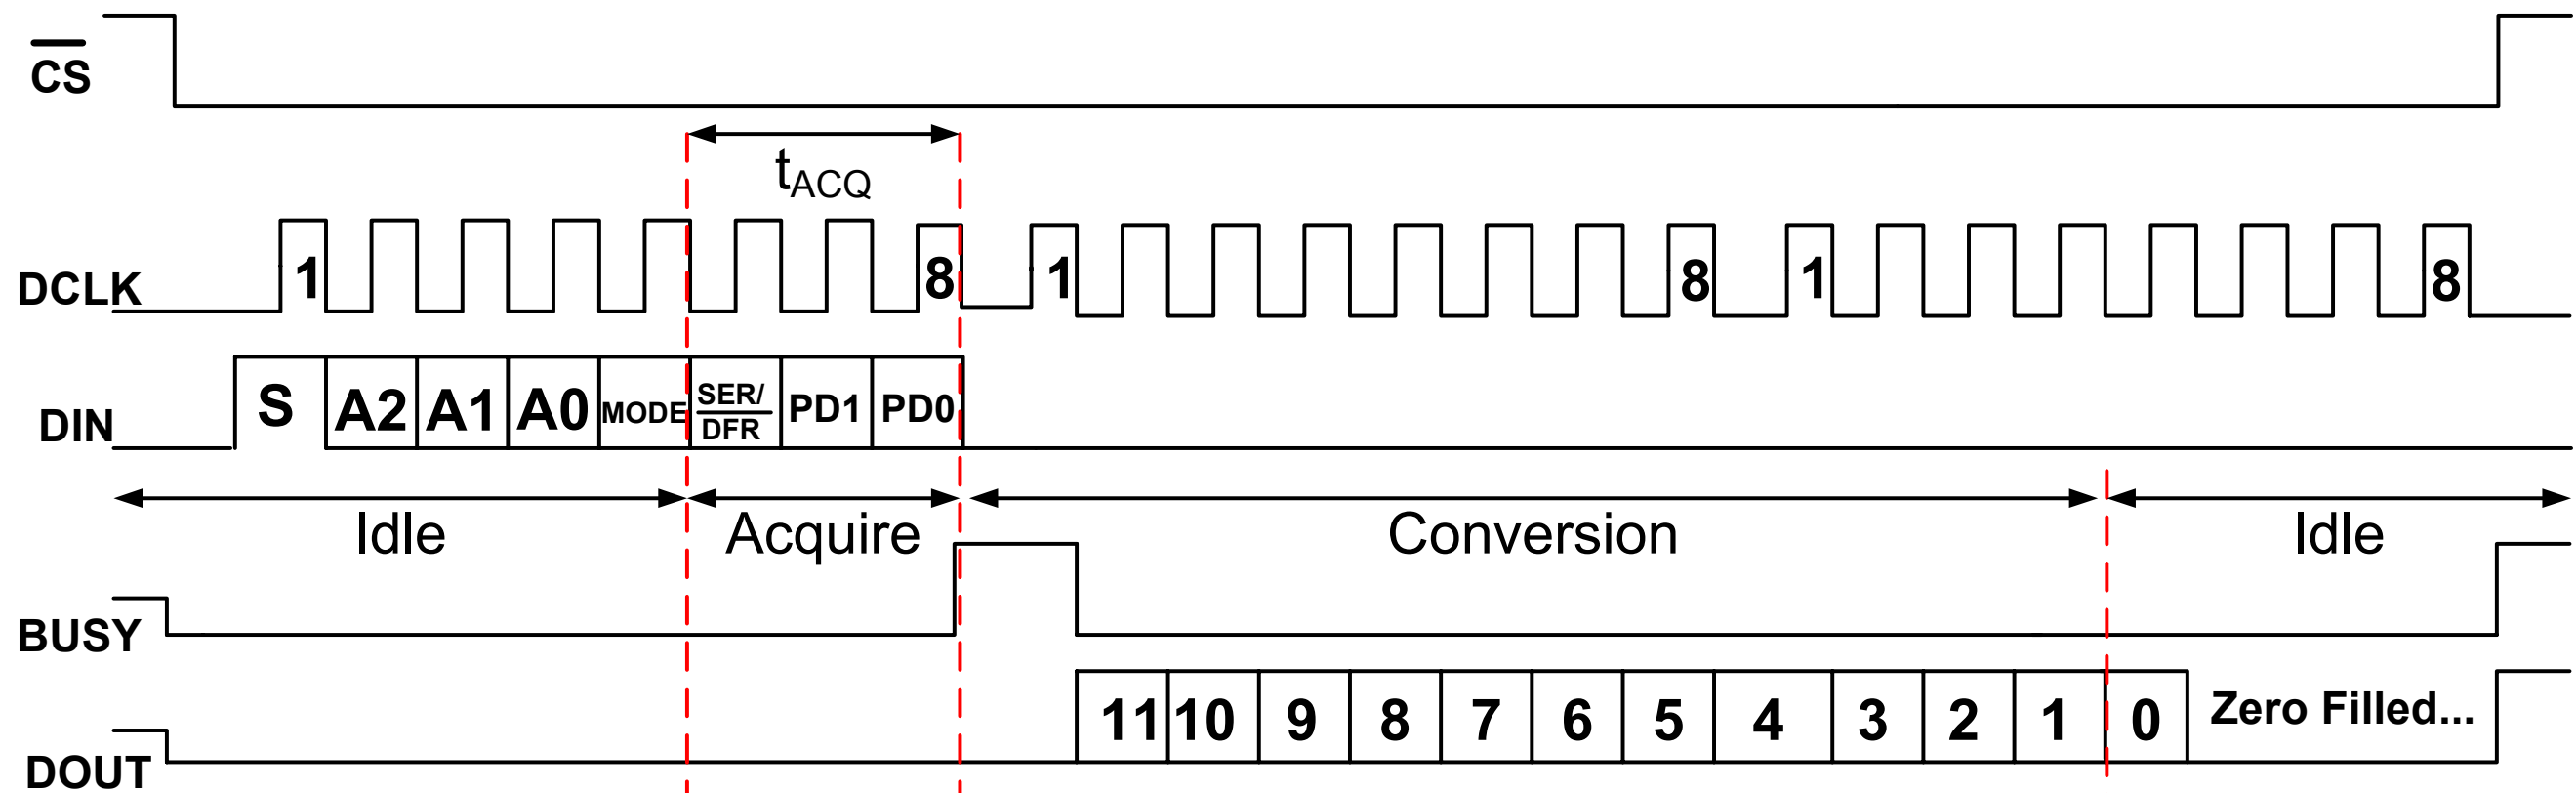 CS
tACQ
DCLK 1 8 1 8 1 8
DIN S A2 A1 A0 MODE SER/DFR PD1 PD0
Idle Acquire Conversion Idle
BUSY
DOUT 11 10 9 8 7 6 5 4 3 2 1 0 Zero Filled...